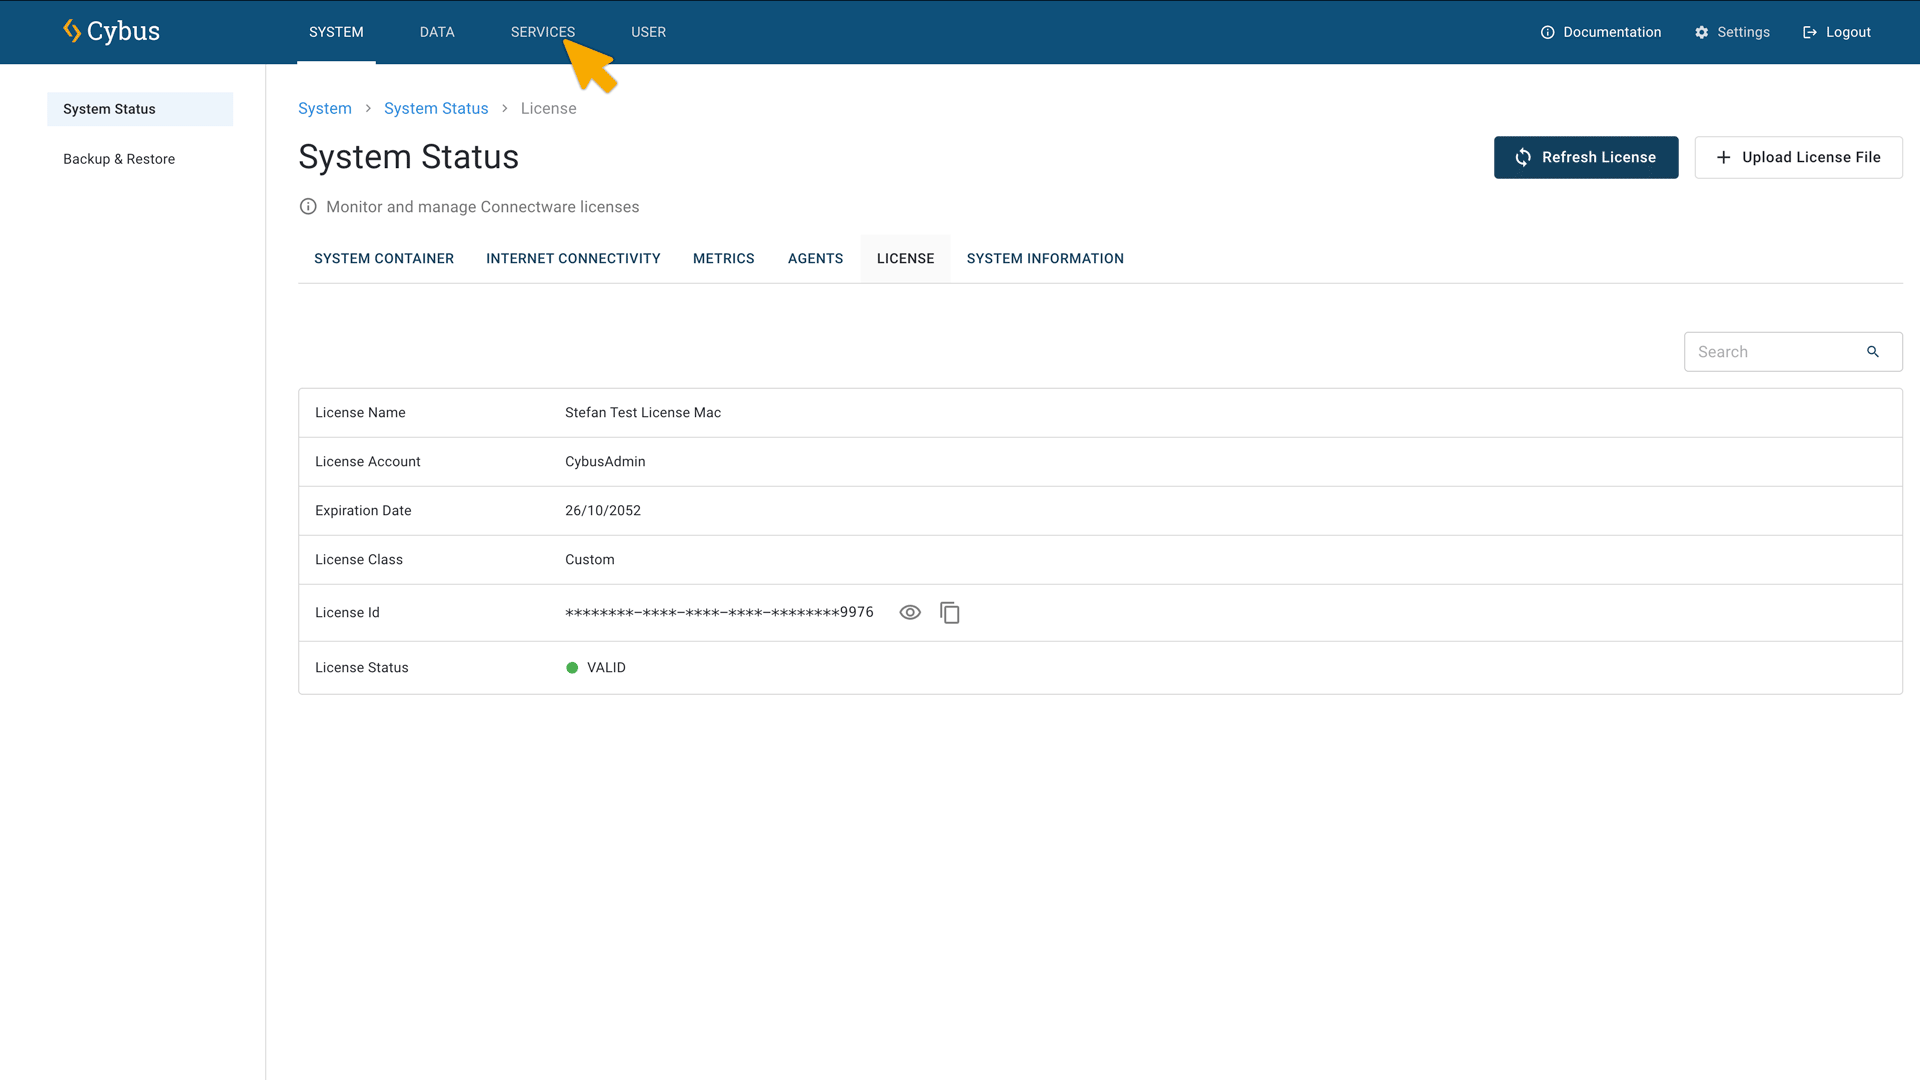 Cybus SYSTEM DATA SERVICES USER Documentation Settings Logout
System Status
Backup & Restore
System > System Status > License
System Status
Refresh License
Upload License File
Monitor and manage Connectware licenses
SYSTEM CONTAINER INTERNET CONNECTIVITY METRICS AGENTS LICENSE SYSTEM INFORMATION
Search
License Name Stefan Test License Mac
License Account CybusAdmin
Expiration Date 26/10/2052
License Class Custom
License Id ********-****-****-****-********9976
License Status VALID